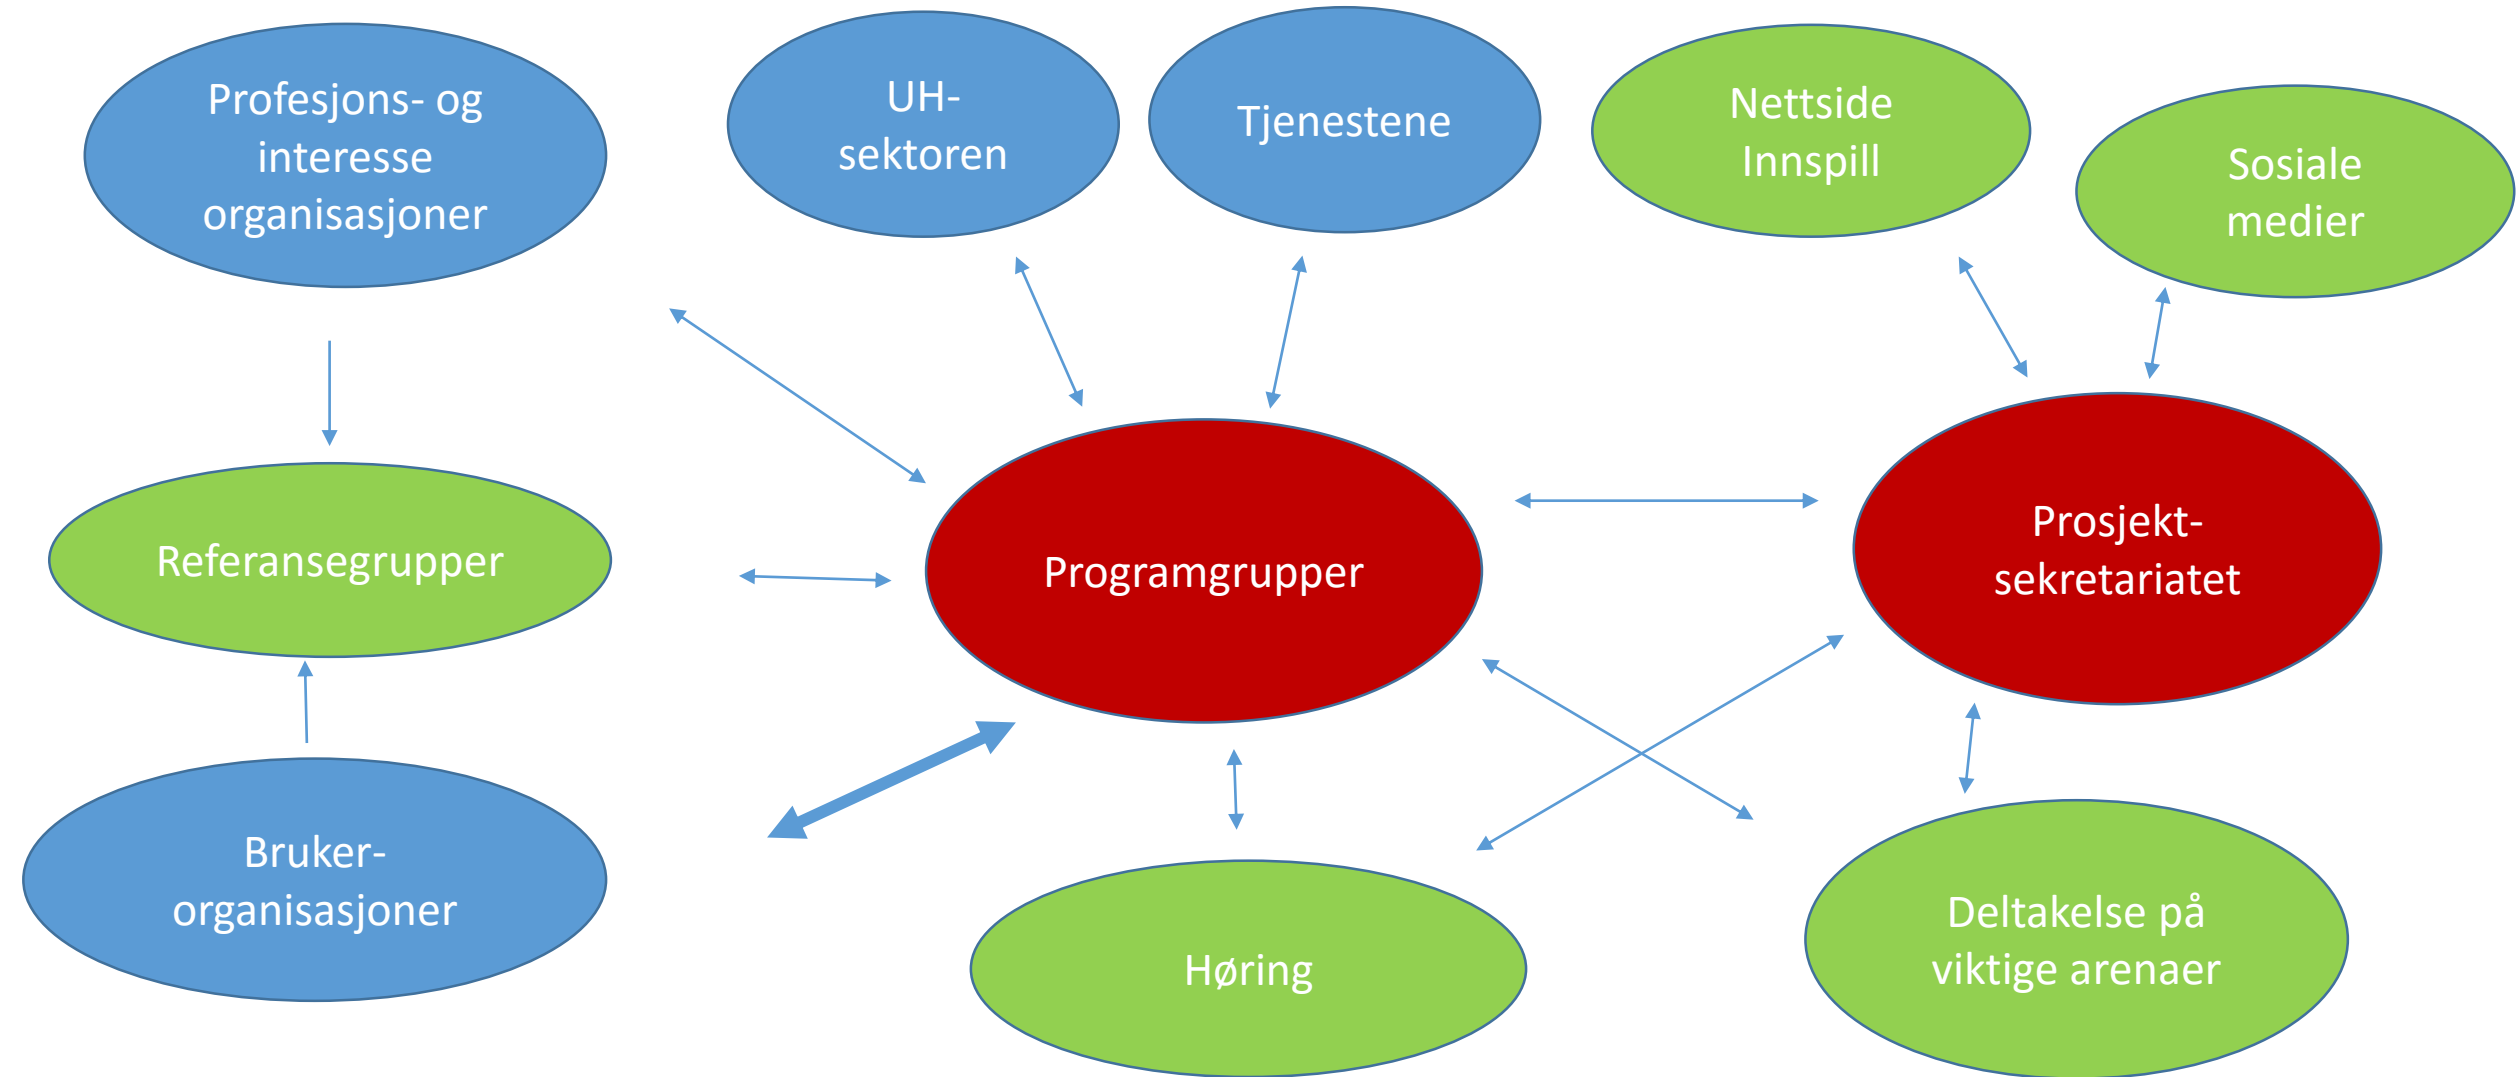 Profesjons- og
interesse
organisasjoner
UH-
sektoren
Tjenestene
Nettside
Innspill
Sosiale
medier
Referansegrupper
Programgrupper
Prosjekt-
sekretariatet
Bruker-
organisasjoner
Høring
Deltakelse på
viktige arenaer